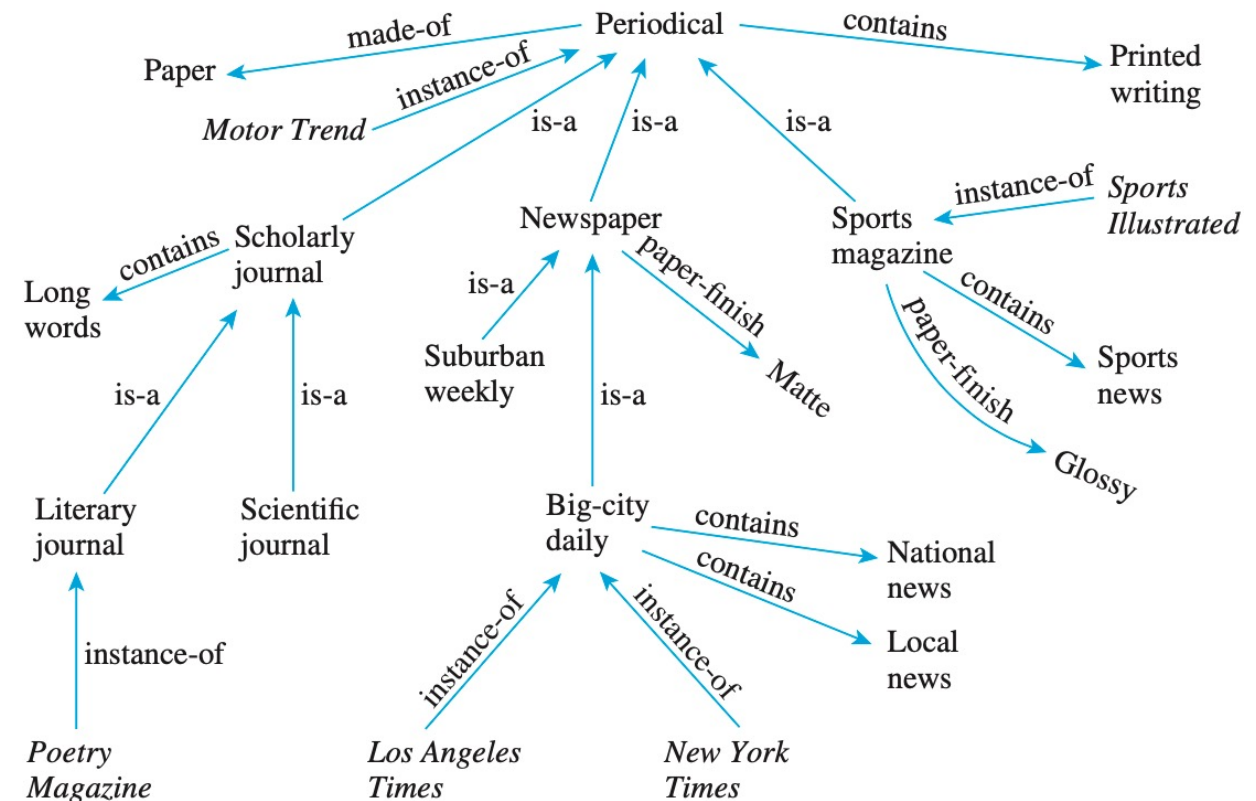 Periodical
made-of
contains
Paper
instance-of
Printed
writing
Motor Trend
is-a
is-a
is-a
instance-of
Sports
Illustrated
Newspaper
Sports
magazine
Scholarly
journal
contains
Long
words
is-a
paper-finish
contains
paper-finish
Suburban
weekly
Matte
Sports
news
is-a
is-a
is-a
Glossy
Literary
journal
Scientific
journal
Big-city
daily
contains
National
news
contains
Local
news
instance-of
instance-of
instance-of
Poetry
Magazine
Los Angeles
Times
New York
Times